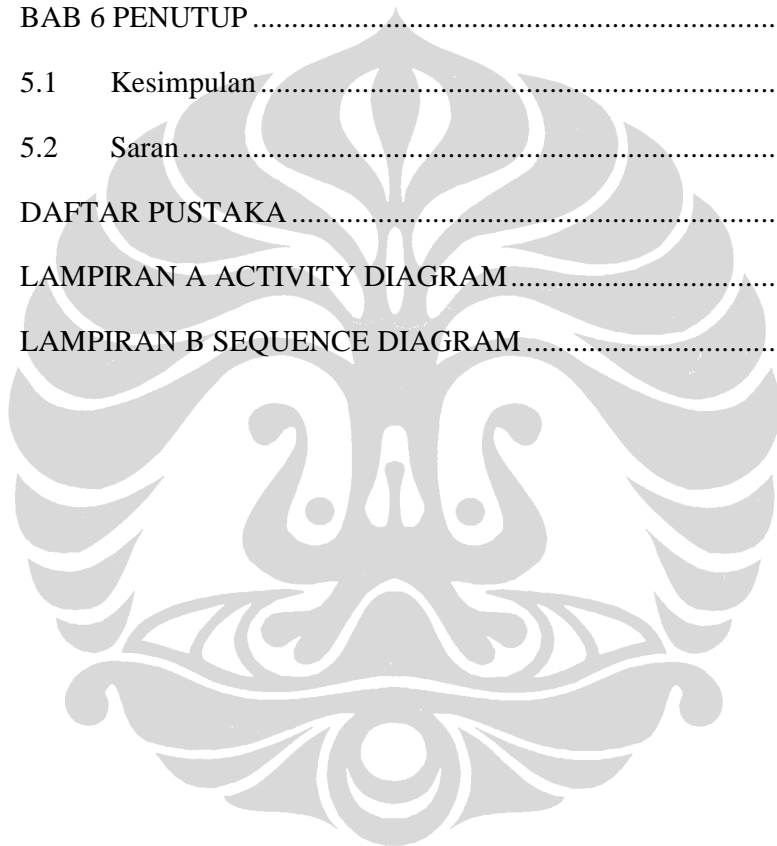 BAB 6 PENUTUP ..............................................................
5.1 Kesimpulan ..............................................................
5.2 Saran ..............................................................
DAFTAR PUSTAKA ..............................................................
LAMPIRAN A ACTIVITY DIAGRAM ..................................
LAMPIRAN B SEQUENCE DIAGRAM ................................